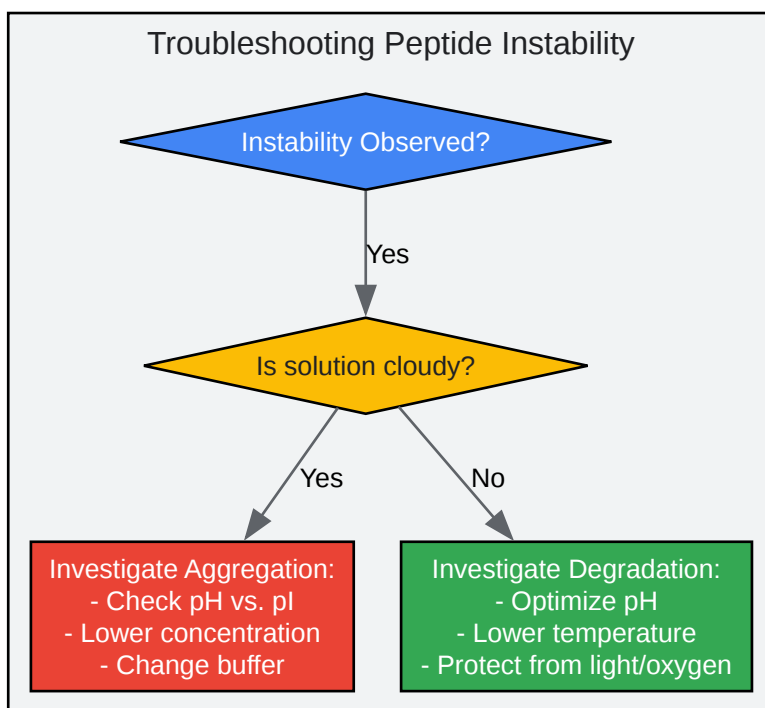 Troubleshooting Peptide Instability
Instability Observed?
Yes
Is solution cloudy?
Yes
No
Investigate Aggregation:
- Check pH vs. pI
- Lower concentration
- Change buffer
Investigate Degradation:
- Optimize pH
- Lower temperature
- Protect from light/oxygen